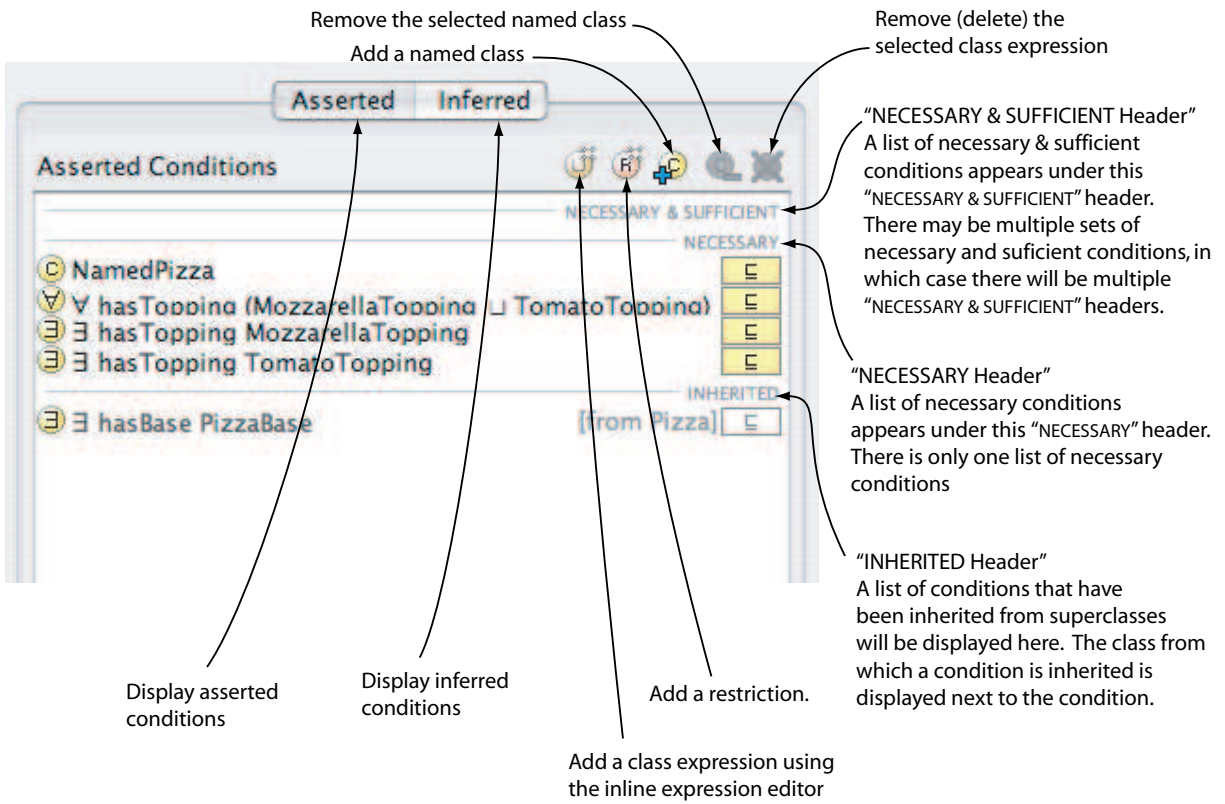 Remove the selected named class
Add a named class
Remove (delete) the
selected class expression
Asserted Inferred
Asserted Conditions
NECESSARY & SUFFICIENT
NECESSARY
C NamedPizza ⊑
∀ ∀ hasTopping (MozzarellaTopping ⊔ TomatoTopping) ⊑
∃ ∃ hasTopping MozzarellaTopping ⊑
∃ ∃ hasTopping TomatoTopping ⊑
INHERITED
∃ ∃ hasBase PizzaBase [from Pizza] ⊑
“NECESSARY & SUFFICIENT Header”
A list of necessary & sufficient
conditions appears under this
“NECESSARY & SUFFICIENT” header.
There may be multiple sets of
necessary and suficient conditions, in
which case there will be multiple
“NECESSARY & SUFFICIENT” headers.
“NECESSARY Header”
A list of necessary conditions
appears under this “NECESSARY” header.
There is only one list of necessary
conditions
“INHERITED Header”
A list of conditions that have
been inherited from superclasses
will be displayed here. The class from
which a condition is inherited is
displayed next to the condition.
Display asserted
conditions
Display inferred
conditions
Add a restriction.
Add a class expression using
the inline expression editor